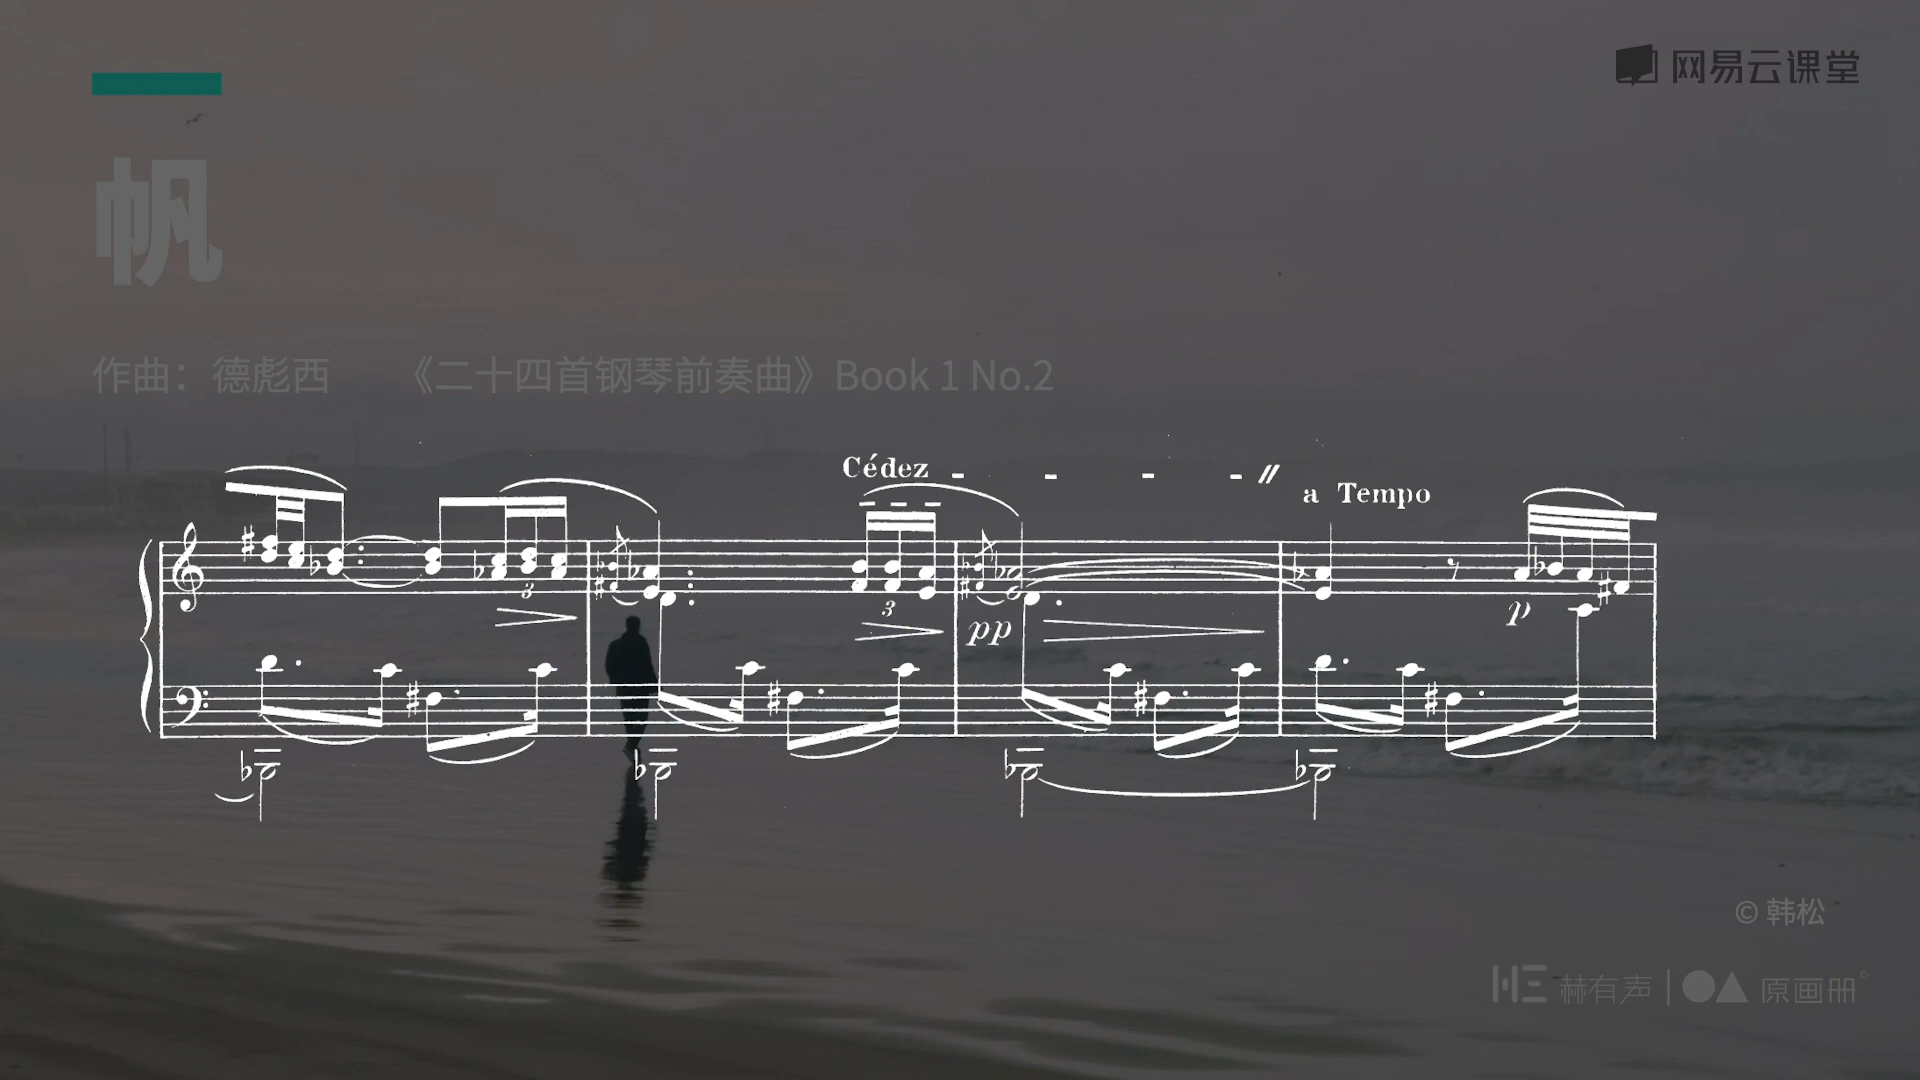 网易云课堂
帆
作曲：德彪西 《二十四首钢琴前奏曲》Book 1 No.2
Cédez - - - - //
a Tempo
3
3
pp
p
© 韩松
HE 赫有声 | 原画册©